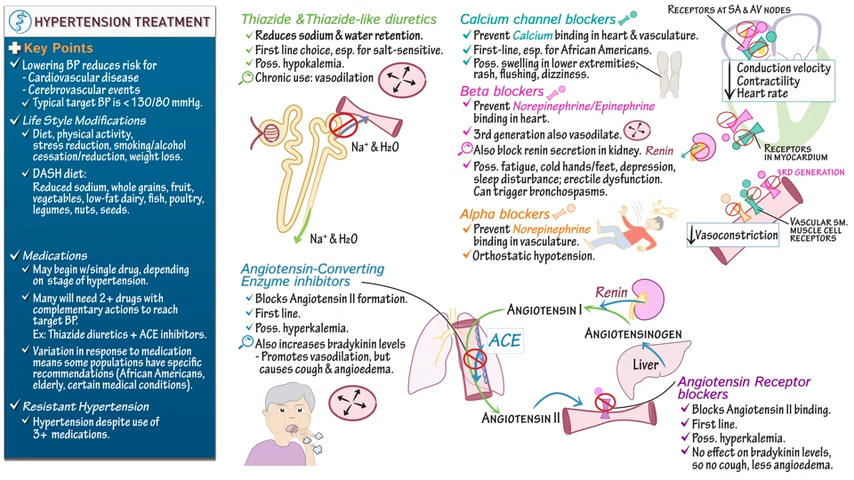 HYPERTENSION TREATMENT
Key Points
Lowering BP reduces risk for
- Cardiovascular disease
- Cerebrovascular events
Typical target BP is < 130/80 mmHg.
Life Style Modifications
Diet, physical activity,
stress reduction, smoking/alcohol
cessation/reduction, weight loss.
DASH diet:
Reduced sodium, whole grains, fruit,
vegetables, low-fat dairy, fish, poultry,
legumes, nuts, seeds.
Medications
May begin w/single drug, depending
on stage of hypertension.
Many will need 2+ drugs with
complementary actions to reach
target BP.
Ex: Thiazide diuretics + ACE inhibitors.
Variation in response to medication
means some populations have specific
recommendations (African Americans,
elderly, certain medical conditions).
Resistant Hypertension
Hypertension despite use of
3+ medications.
Thiazide & Thiazide-like diuretics
Reduces sodium & water retention.
First line choice, esp. for salt-sensitive.
Poss. hypokalemia.
Chronic use: vasodilation
Na⁺ & H2O
Na⁺ & H2O
Angiotensin-Converting
Enzyme inhibitors
Blocks Angiotensin II formation.
First line.
Poss. hyperkalemia.
Also increases bradykinin levels
- Promotes vasodilation, but
causes cough & angioedema.
Calcium channel blockers
Prevent Calcium binding in heart & vasculature.
First-line, esp. for African Americans.
Poss. swelling in lower extremities,
rash, flushing, dizziness.
Beta blockers
Prevent Norepinephrine/Epinephrine
binding in heart.
3rd generation also vasodilate.
Also block renin secretion in kidney. Renin
Poss. fatigue, cold hands/feet, depression,
sleep disturbance; erectile dysfunction.
Can trigger bronchospasms.
Alpha blockers
Prevent Norepinephrine
binding in vasculature.
Orthostatic hypotension.
RECEPTORS AT SA & AV NODES
Conduction velocity
Contractility
Heart rate
RECEPTORS
IN MYOCARDIUM
3RD GENERATION
Vasoconstriction
VASCULAR SM.
MUSCLE CELL
RECEPTORS
ANGIOTENSIN I
Renin
ANGIOTENSINOGEN
ACE
Liver
ANGIOTENSIN II
Angiotensin Receptor
blockers
Blocks Angiotensin II binding.
First line.
Poss. hyperkalemia.
No effect on bradykinin levels,
so no cough, less angioedema.